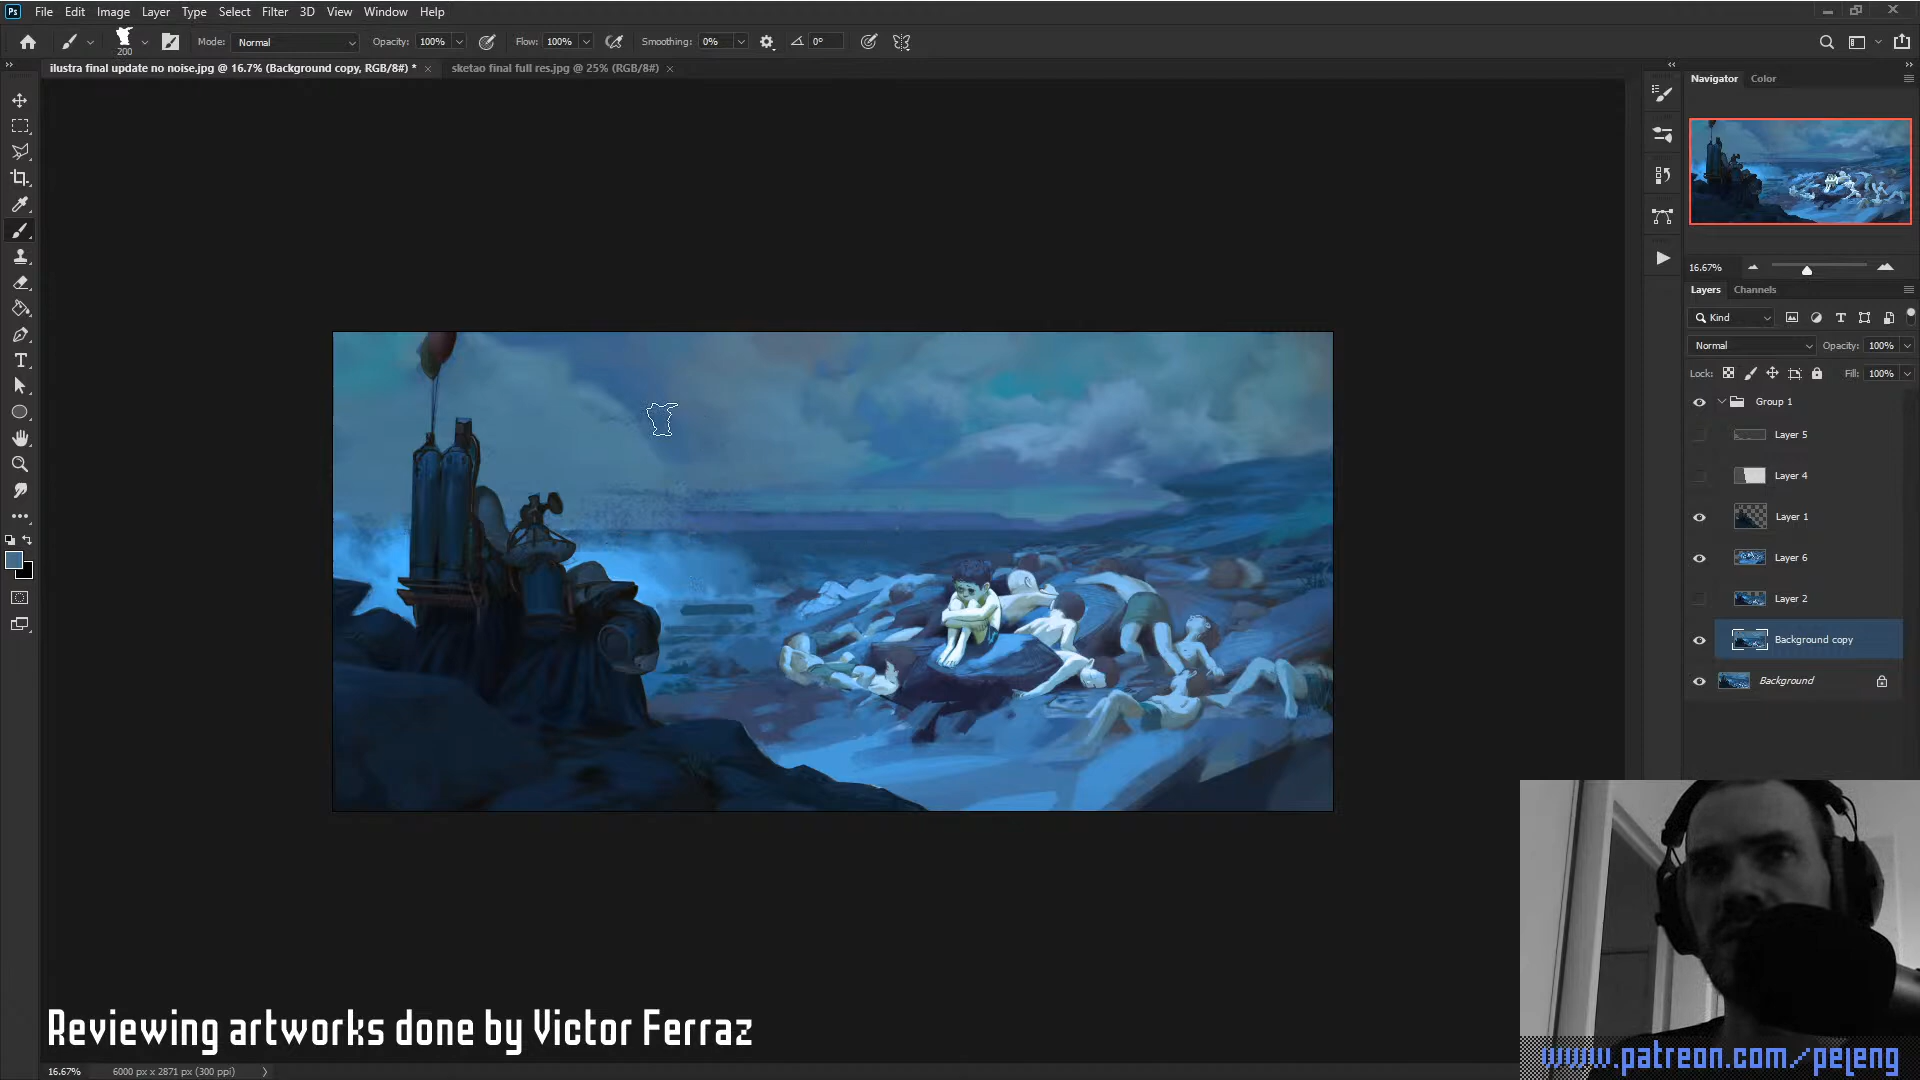 Ps File Edit Image Layer Type Select Filter 3D View Window Help
200 Mode: Normal Opacity: 100% Flow: 100% Smoothing: 0% 0°
ilustra final update no noise.jpg @ 16.7% (Background copy, RGB/8#) * × sketao final full res.jpg @ 25% (RGB/8#) ×
Navigator Color
16.67%
Layers Channels
Kind
Normal Opacity: 100%
Lock: Fill: 100%
Group 1
Layer 5
Layer 4
Layer 1
Layer 6
Layer 2
Background copy
Background
Reviewing artworks done by Victor Ferraz
www.patreon.com/peleng
16.67% 6000 px x 2871 px (300 ppi)